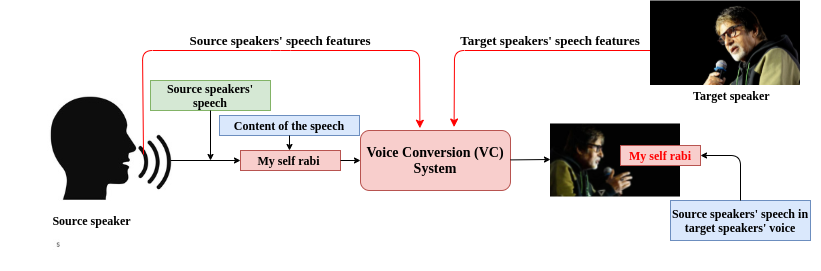 Source speakers' speech features
Target speakers' speech features
Target speaker
Source speakers'
speech
Content of the speech
My self rabi
Voice Conversion (VC)
System
My self rabi
Source speaker
Source speakers' speech in
target speakers' voice
s